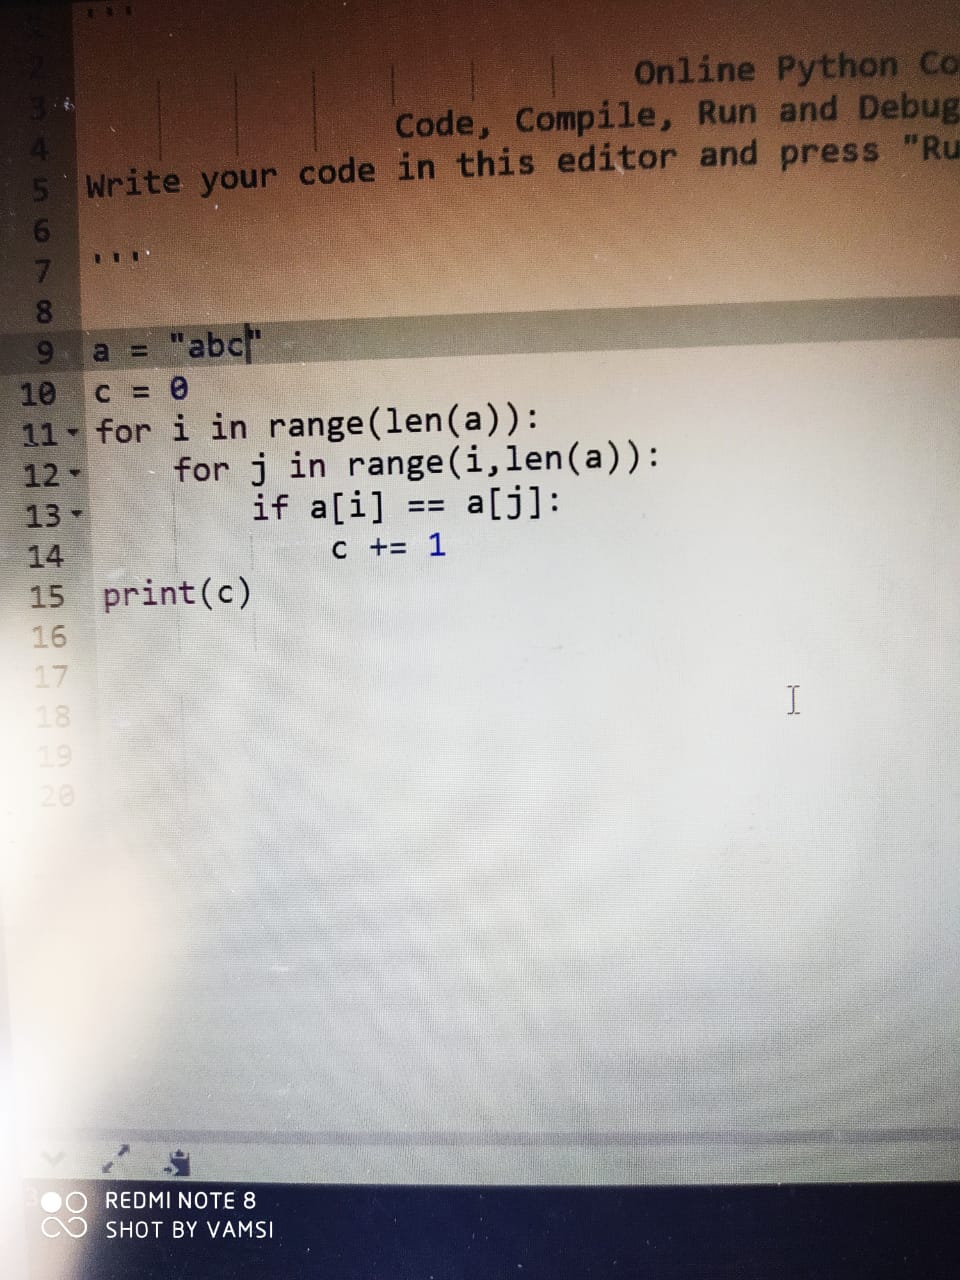 '''
Online Python Co
Code, Compile, Run and Debug
Write your code in this editor and press "Ru
'''
a = "abc"
c = 0
for i in range(len(a)):
for j in range(i,len(a)):
if a[i] == a[j]:
c += 1
print(c)
1
2
3
4
5
6
7
8
9
10
11
12
13
14
15
16
17
18
19
20
REDMI NOTE 8
SHOT BY VAMSI